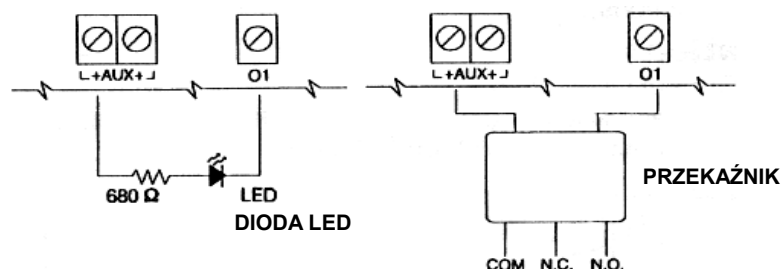 +AUX+
O1
680 Ω
LED
DIODA LED
+AUX+
O1
PRZEKAŹNIK
COM N.C. N.O.